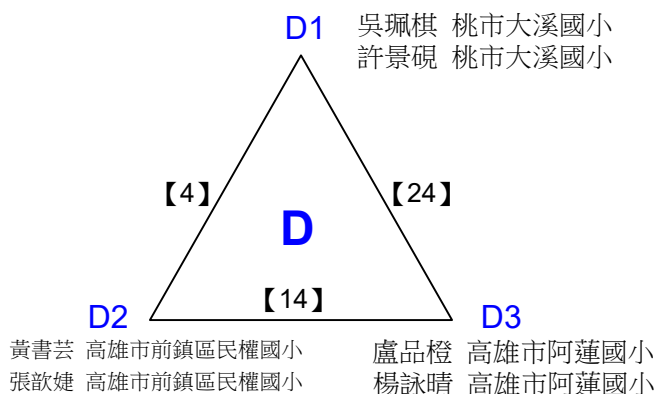 D1
吳珮棋 桃市大溪國小
許景硯 桃市大溪國小
【4】
【24】
D
【14】
D2
D3
黃書芸 高雄市前鎮區民權國小
張歆婕 高雄市前鎮區民權國小
盧品橙 高雄市阿蓮國小
楊詠晴 高雄市阿蓮國小